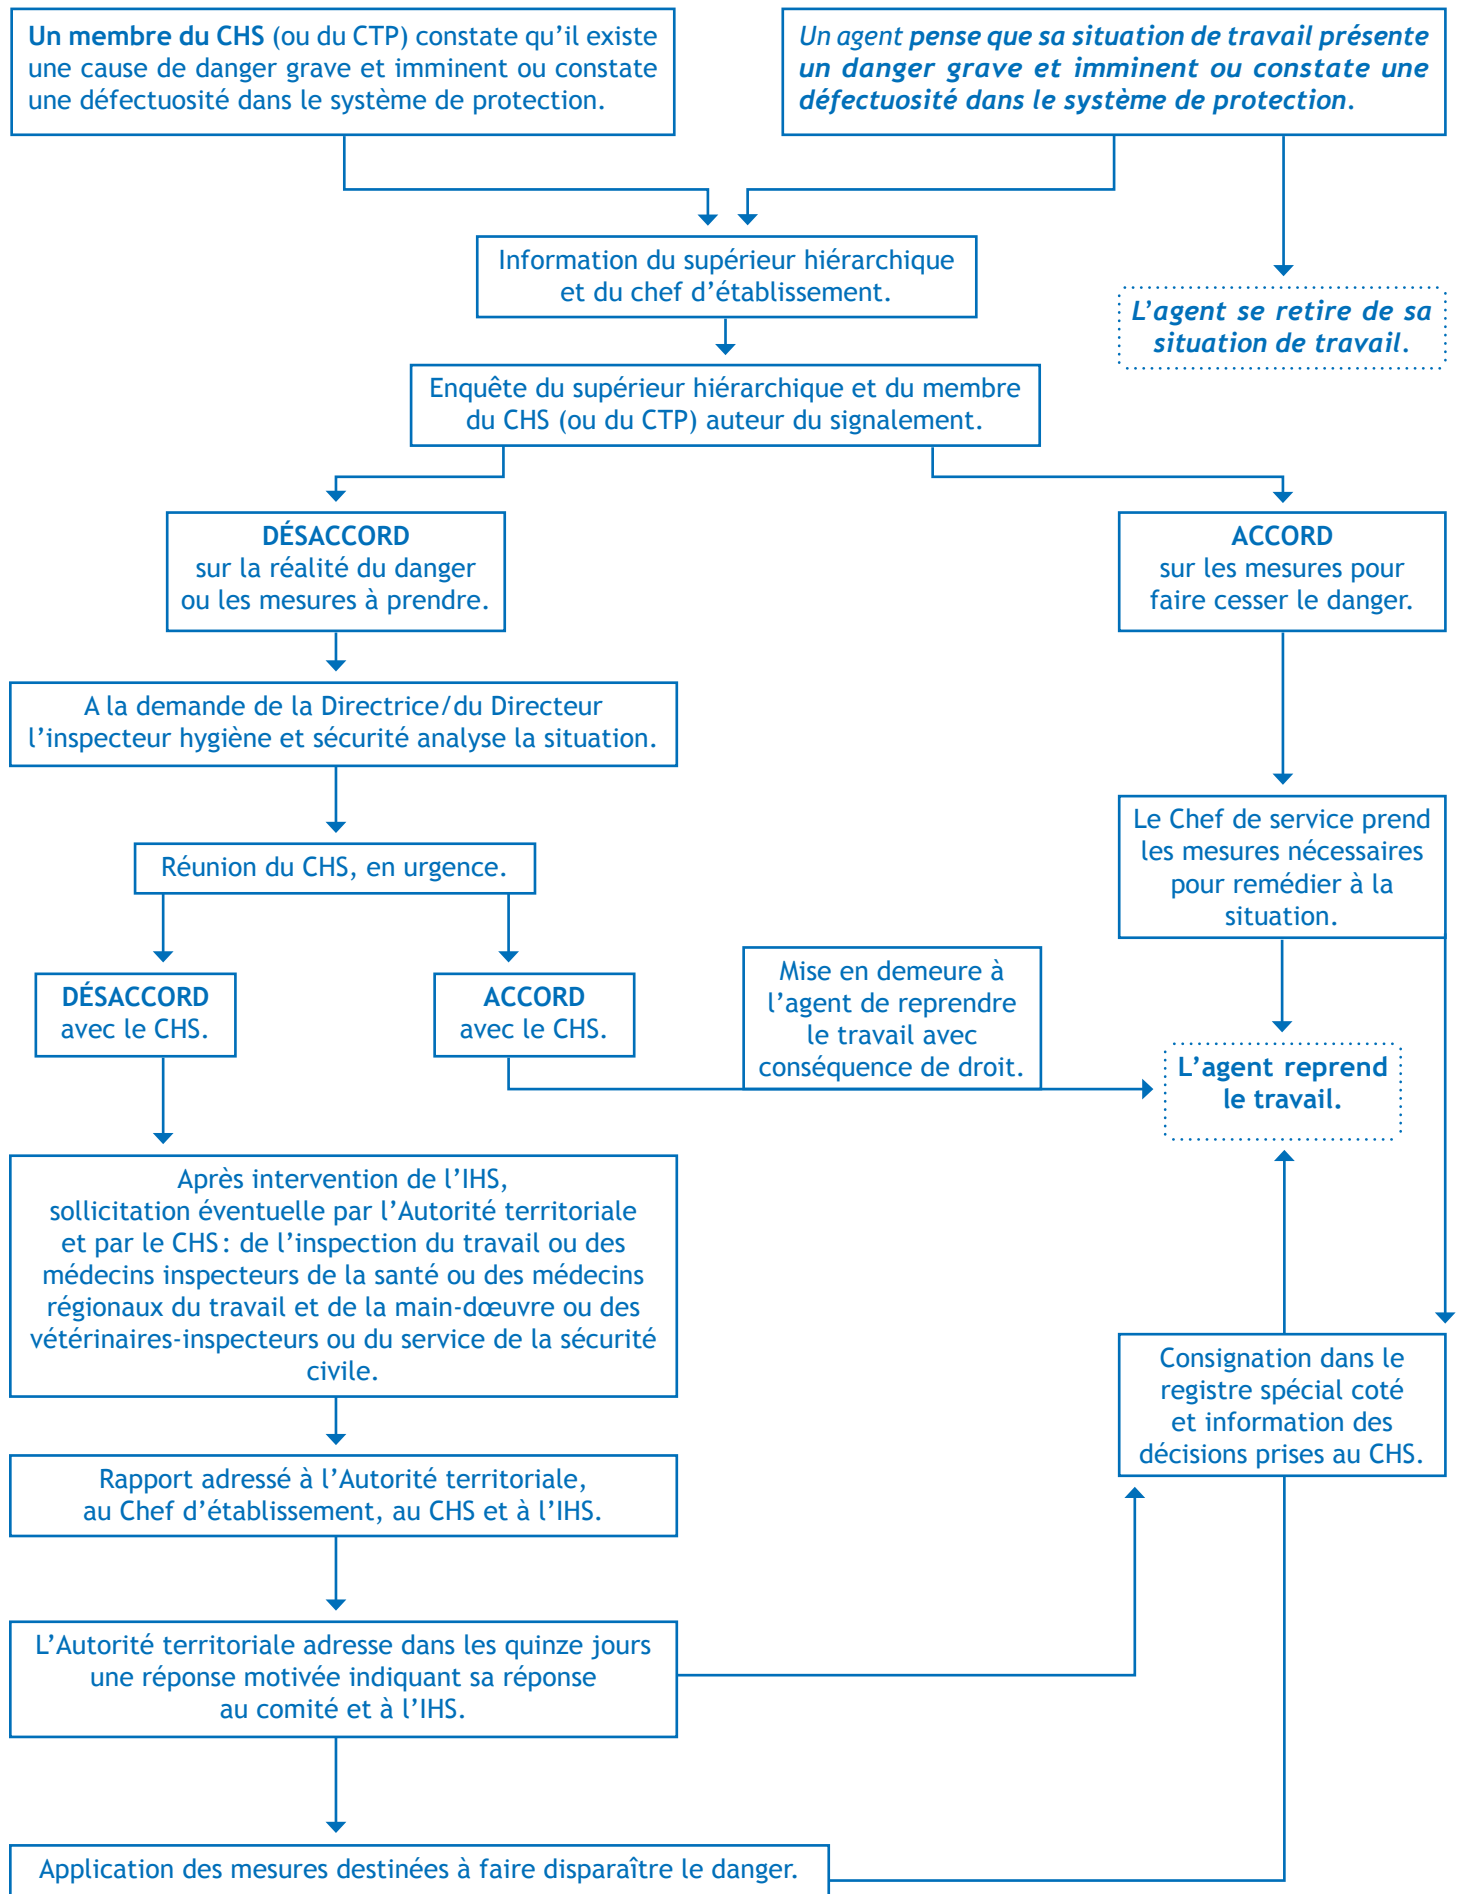 Un membre du CHS (ou du CTP) constate qu'il existe
une cause de danger grave et imminent ou constate
une défectuosité dans le système de protection.
Un agent pense que sa situation de travail présente
un danger grave et imminent ou constate une
défectuosité dans le système de protection.
Information du supérieur hiérarchique
et du chef d'établissement.
L'agent se retire de sa
situation de travail.
Enquête du supérieur hiérarchique et du membre
du CHS (ou du CTP) auteur du signalement.
DÉSACCORD
sur la réalité du danger
ou les mesures à prendre.
ACCORD
sur les mesures pour
faire cesser le danger.
A la demande de la Directrice/du Directeur
l'inspecteur hygiène et sécurité analyse la situation.
Le Chef de service prend
les mesures nécessaires
pour remédier à la
situation.
Réunion du CHS, en urgence.
DÉSACCORD
avec le CHS.
ACCORD
avec le CHS.
Mise en demeure à
l'agent de reprendre
le travail avec
conséquence de droit.
L'agent reprend
le travail.
Après intervention de l'IHS,
sollicitation éventuelle par l'Autorité territoriale
et par le CHS : de l'inspection du travail ou des
médecins inspecteurs de la santé ou des médecins
régionaux du travail et de la main-dœuvre ou des
vétérinaires-inspecteurs ou du service de la sécurité
civile.
Consignation dans le
registre spécial coté
et information des
décisions prises au CHS.
Rapport adressé à l'Autorité territoriale,
au Chef d'établissement, au CHS et à l'IHS.
L'Autorité territoriale adresse dans les quinze jours
une réponse motivée indiquant sa réponse
au comité et à l'IHS.
Application des mesures destinées à faire disparaître le danger.